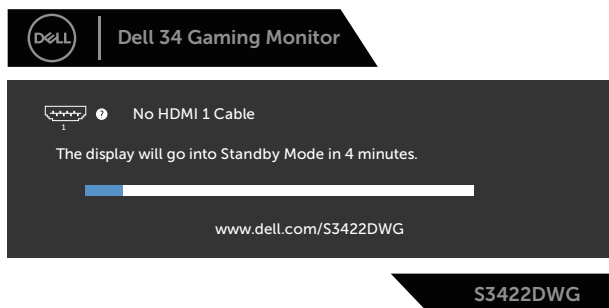 DELL
Dell 34 Gaming Monitor
? No HDMI 1 Cable
1
The display will go into Standby Mode in 4 minutes.
www.dell.com/S3422DWG
S3422DWG